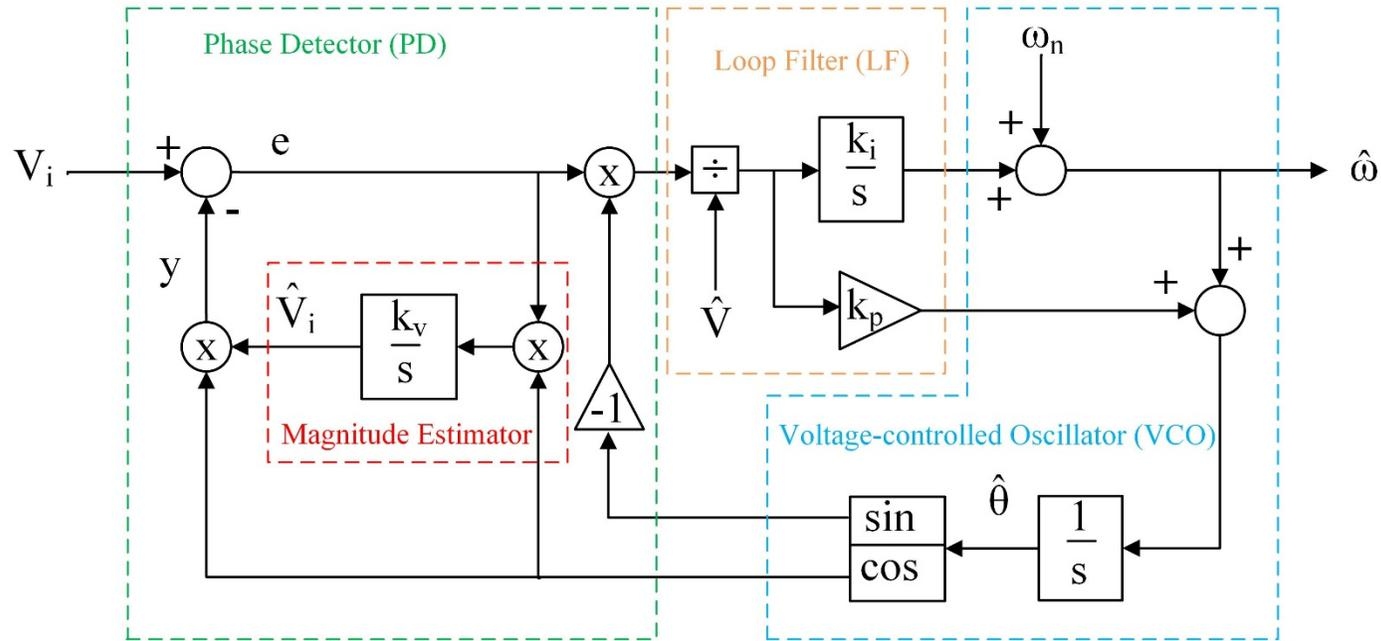 Phase Detector (PD)
Loop Filter (LF)
ωn
+
Vi
+
e
-
x
÷
ki
s
+
+
ω̂
y
V̂i
kv
s
x
x
Magnitude Estimator
-1
V̂
kp
+
+
Voltage-controlled Oscillator (VCO)
sin
cos
θ̂
1
s